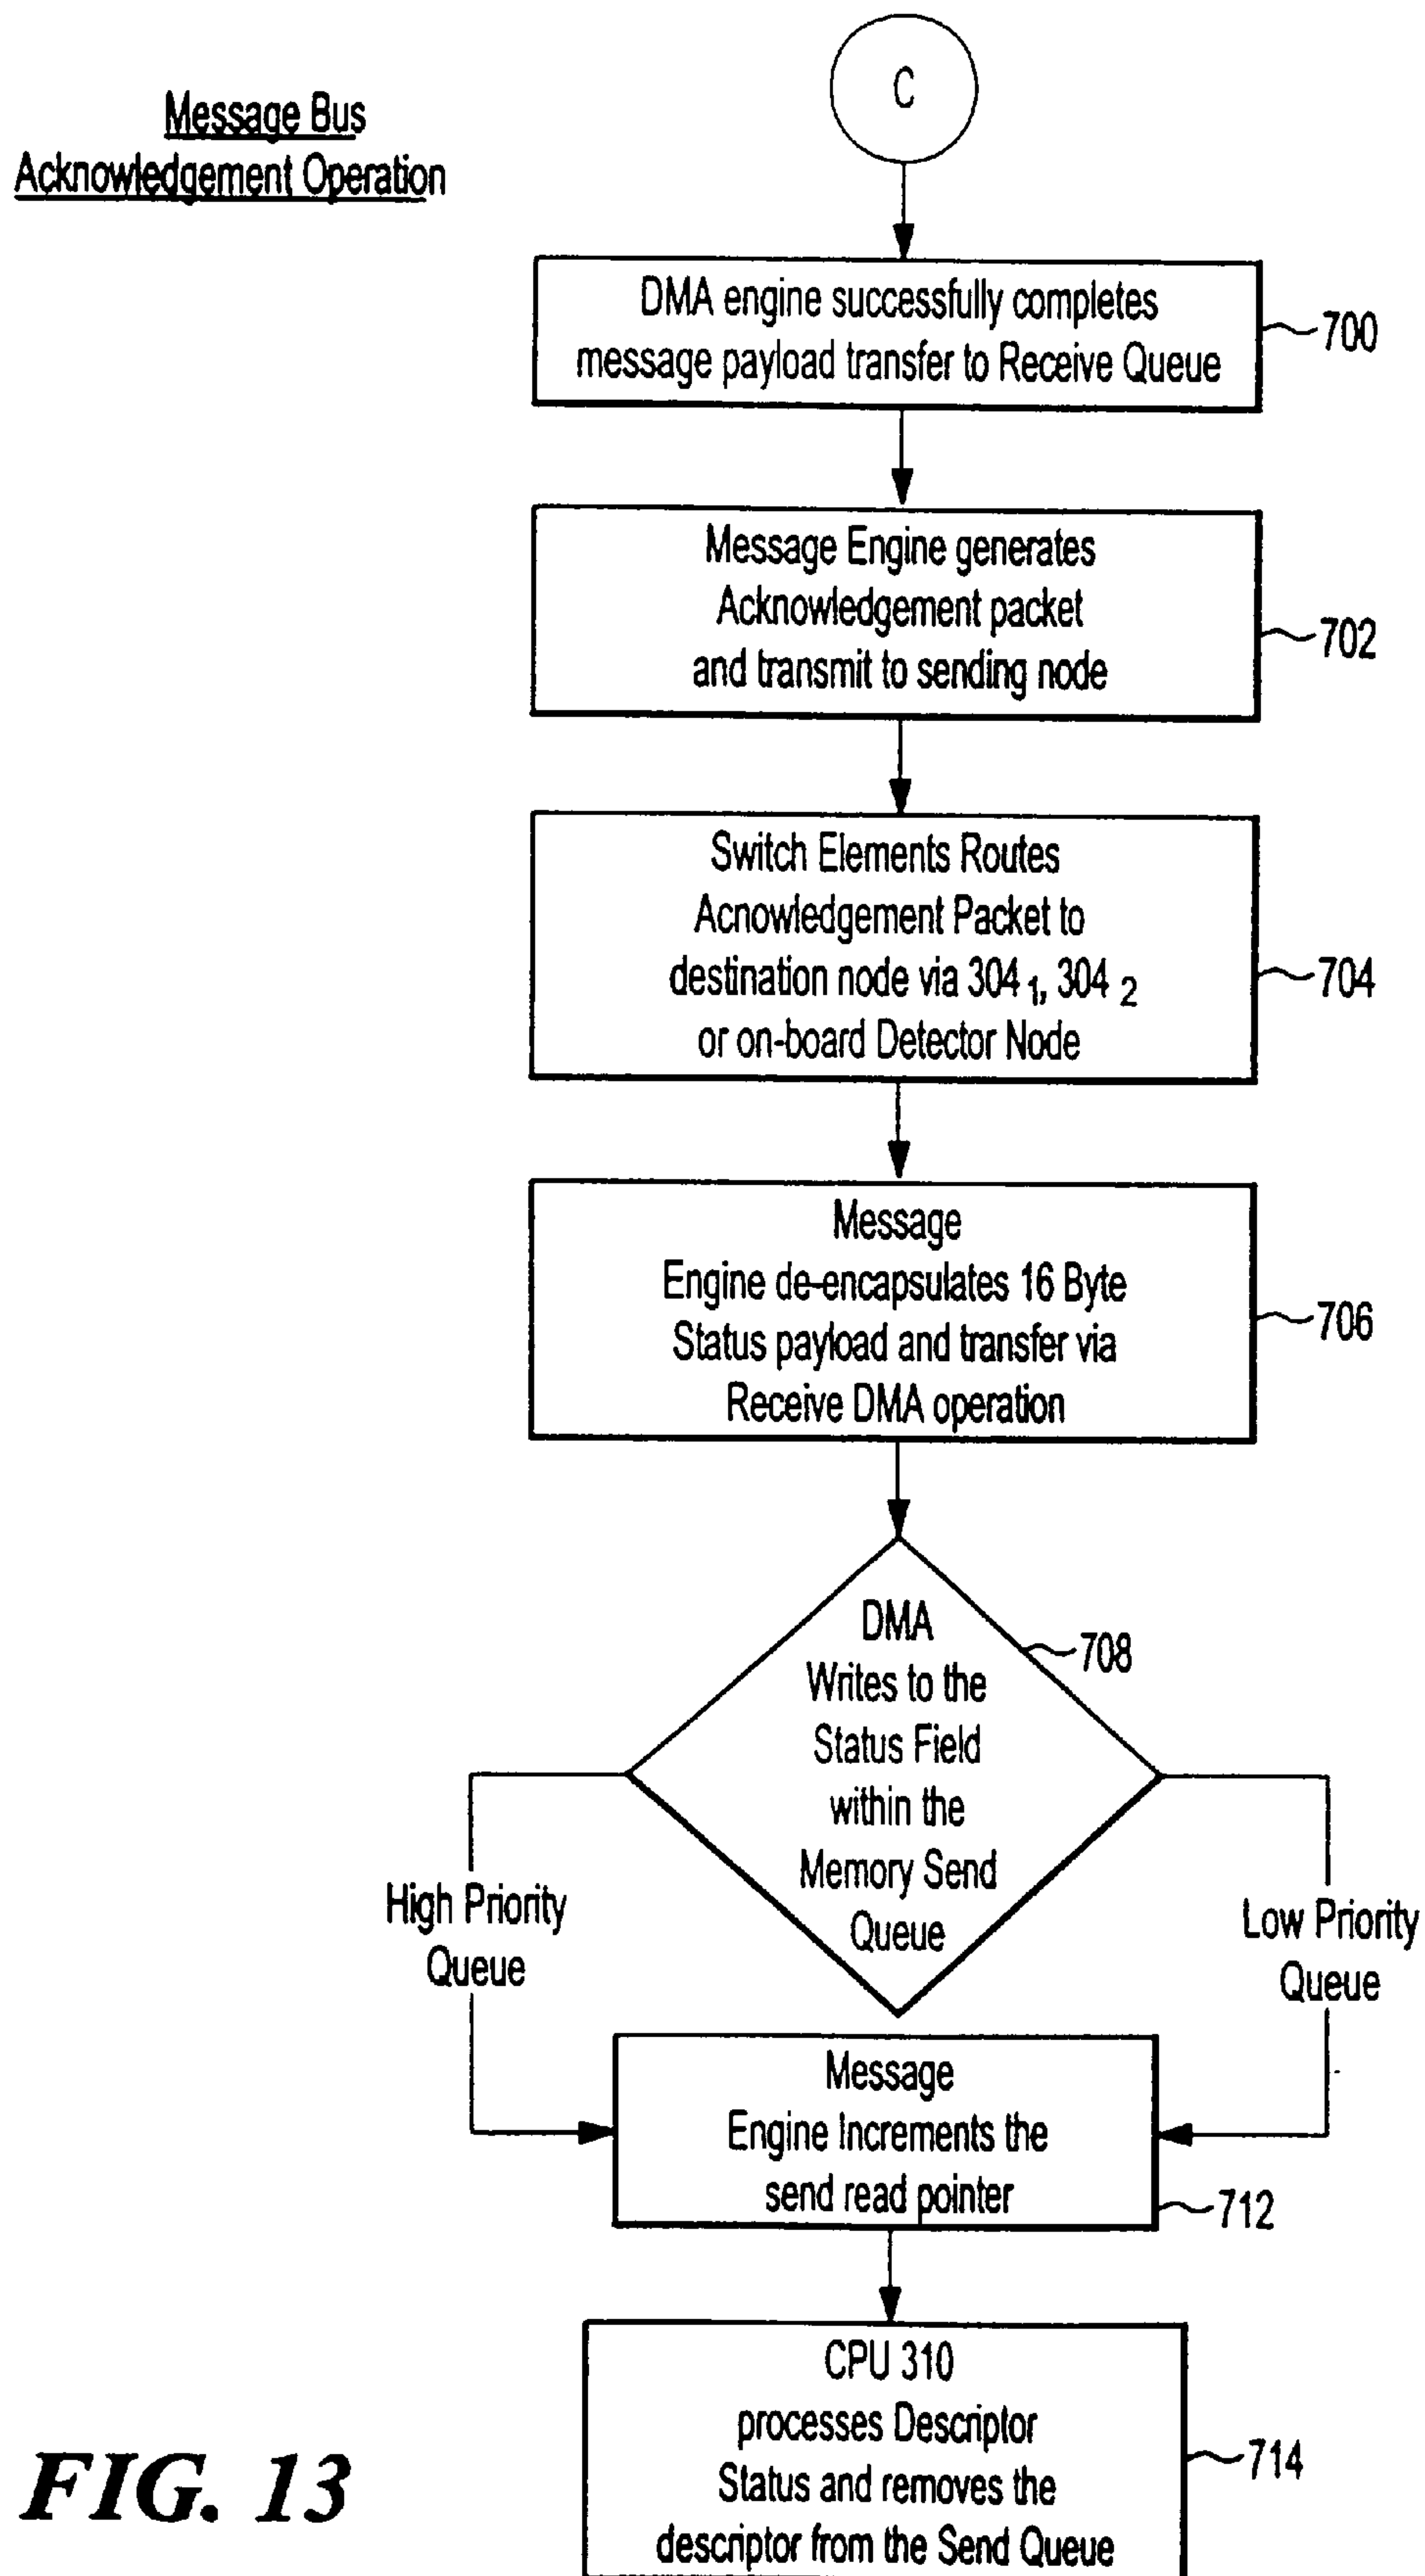 Message Bus
Acknowledgement Operation
C
DMA engine successfully completes
message payload transfer to Receive Queue
700
Message Engine generates
Acknowledgement packet
and transmit to sending node
702
Switch Elements Routes
Acnowledgement Packet to
destination node via 304 1, 304 2
or on-board Detector Node
704
Message
Engine de-encapsulates 16 Byte
Status payload and transfer via
Receive DMA operation
706
DMA
Writes to the
Status Field
within the
Memory Send
Queue
708
High Priority
Queue
Low Priority
Queue
Message
Engine Increments the
send read pointer
712
CPU 310
processes Descriptor
Status and removes the
descriptor from the Send Queue
714
FIG. 13